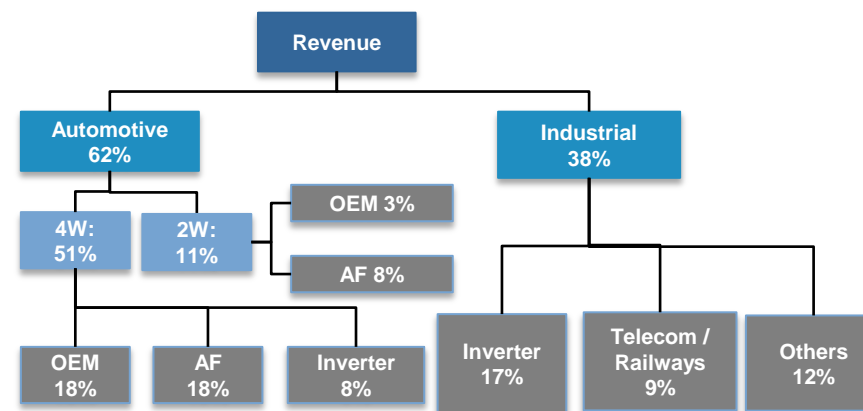 Revenue
Automotive
62%
Industrial
38%
4W:
51%
2W:
11%
OEM 3%
AF 8%
OEM
18%
AF
18%
Inverter
8%
Inverter
17%
Telecom /
Railways
9%
Others
12%